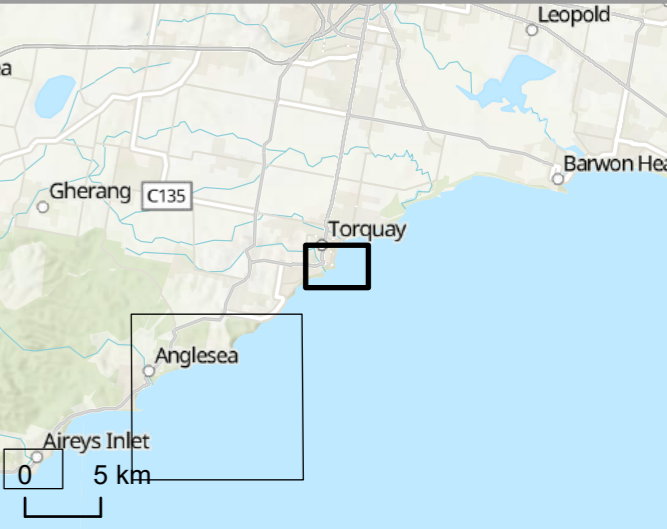 Leopold
a
Barwon Hea
Gherang
C135
Torquay
Anglesea
Aireys Inlet
0 5 km